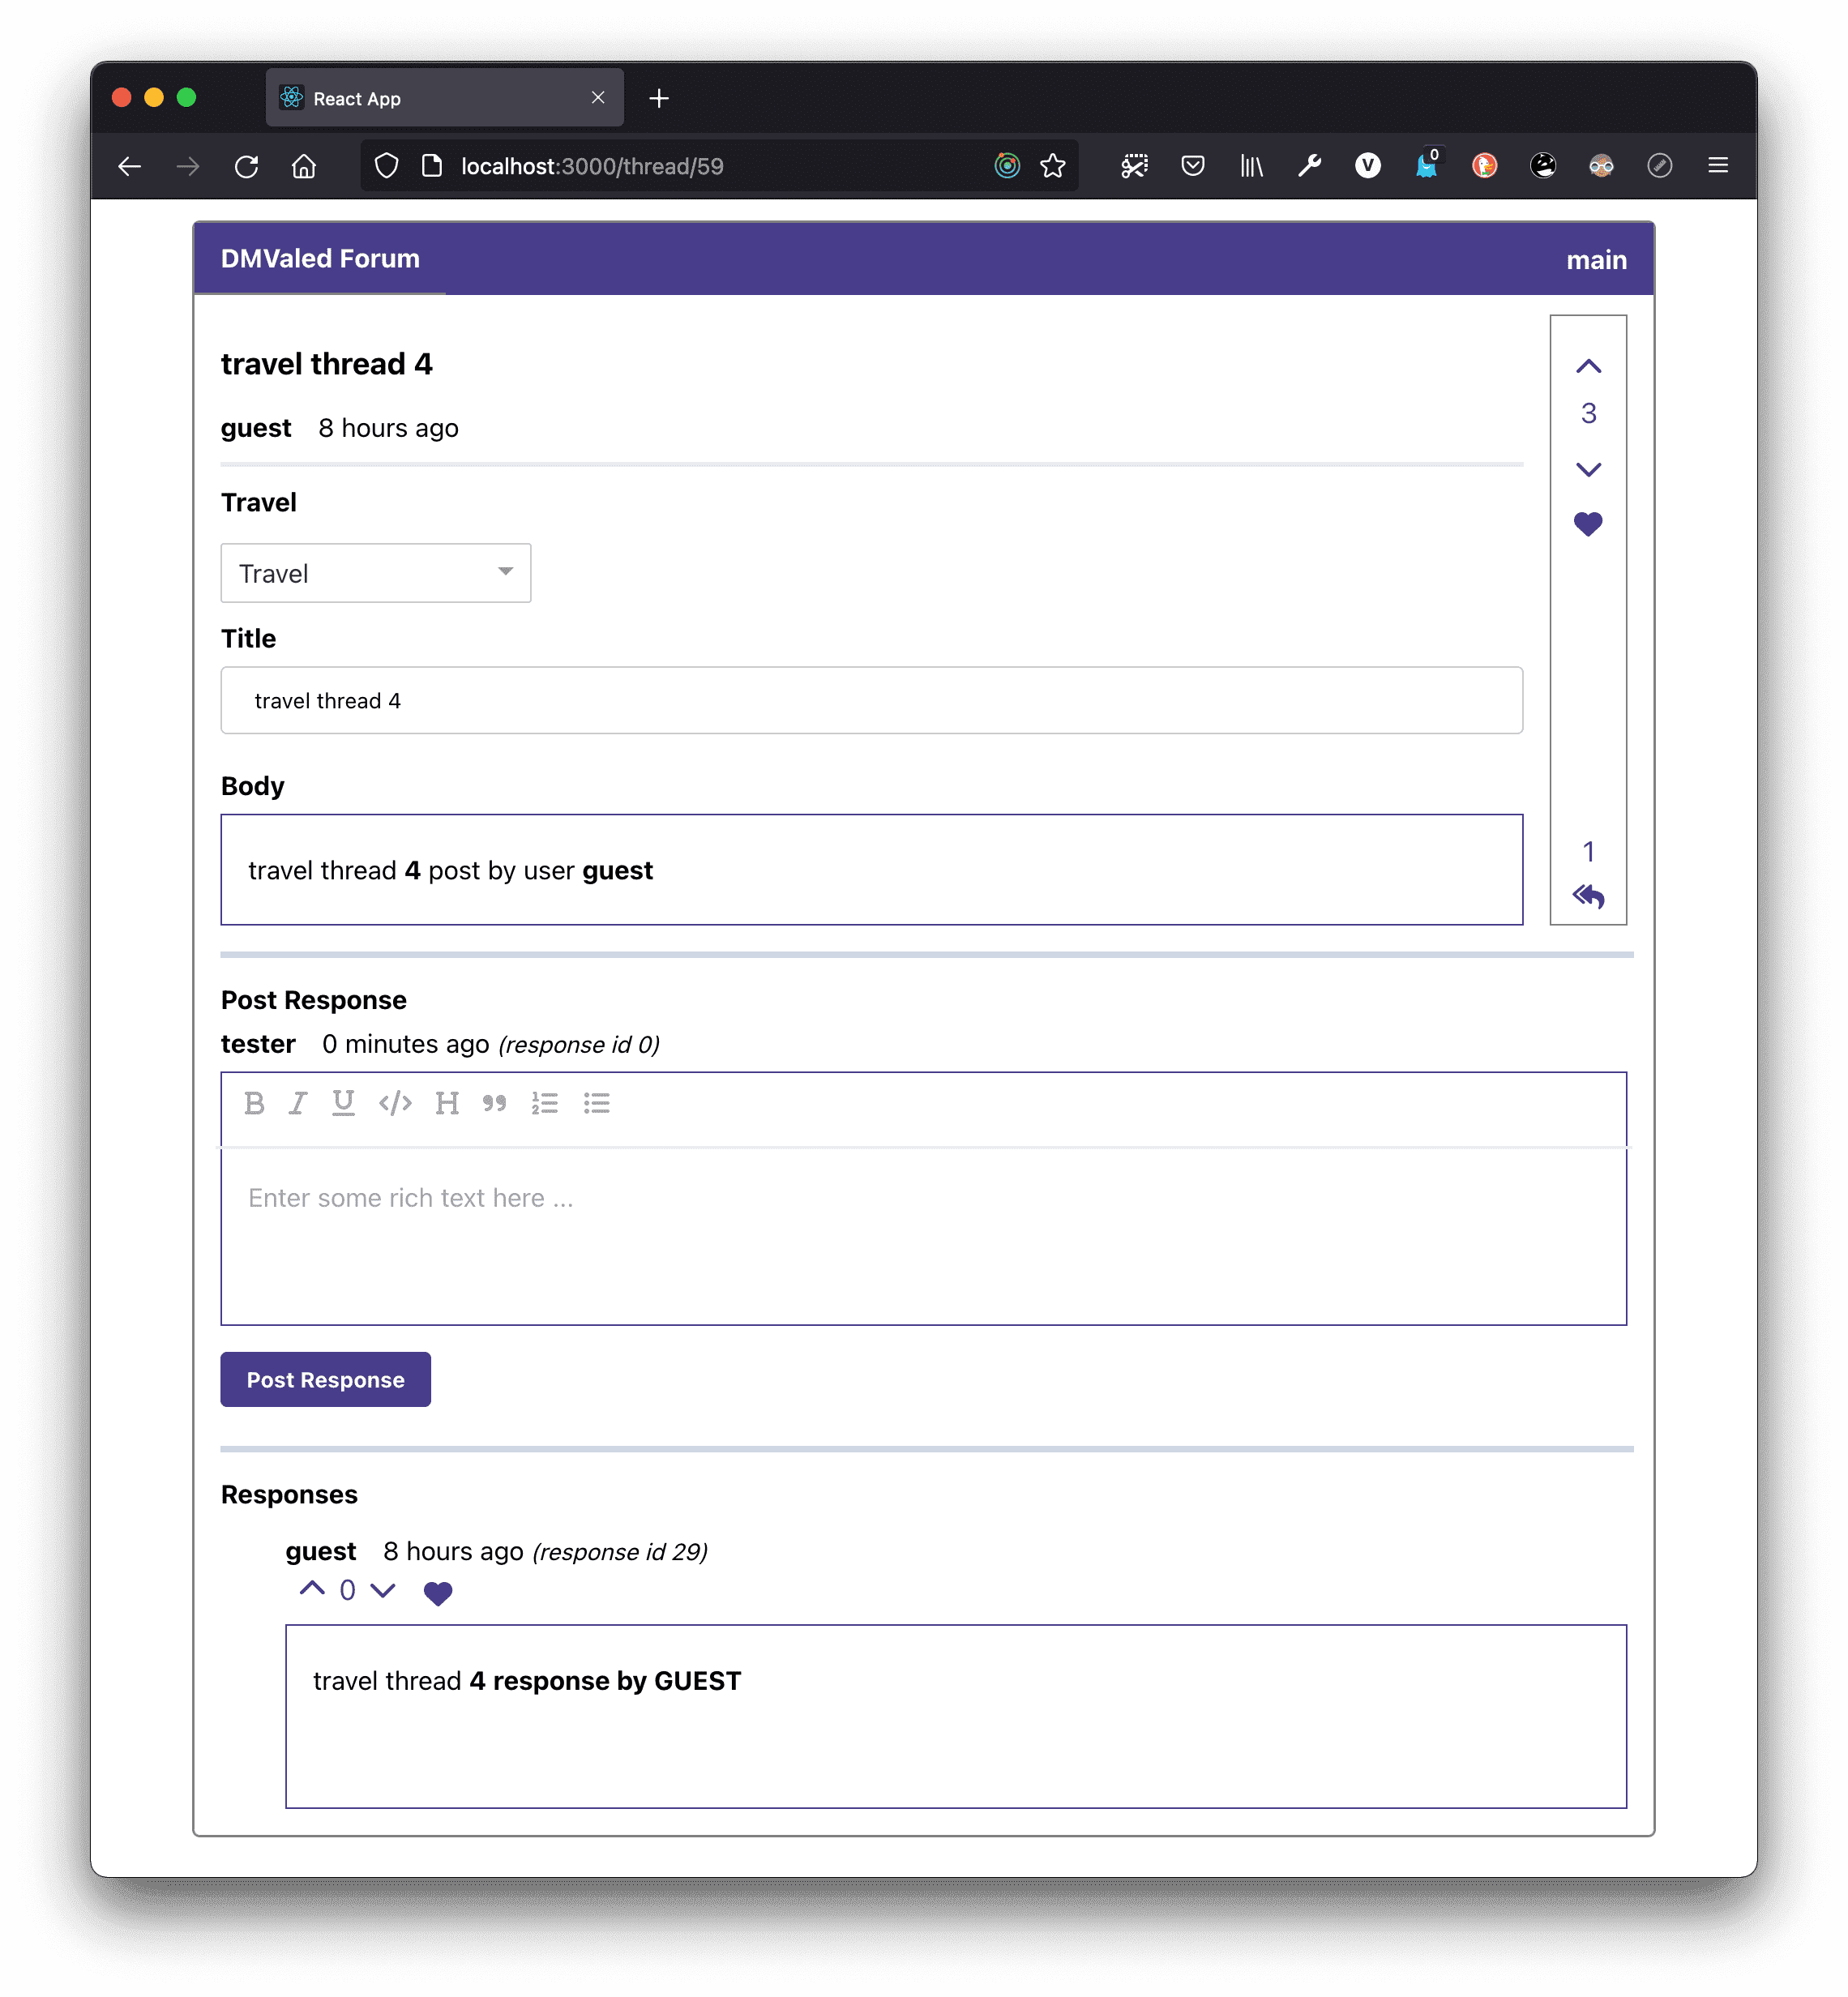 React App
localhost:3000/thread/59
V
0
DMValed Forum
main
travel thread 4
guest 8 hours ago
3
Travel
Travel
Title
travel thread 4
Body
travel thread 4 post by user guest
1
Post Response
tester 0 minutes ago (response id 0)
B I U </> H
Enter some rich text here ...
Post Response
Responses
guest 8 hours ago (response id 29)
0
travel thread 4 response by GUEST